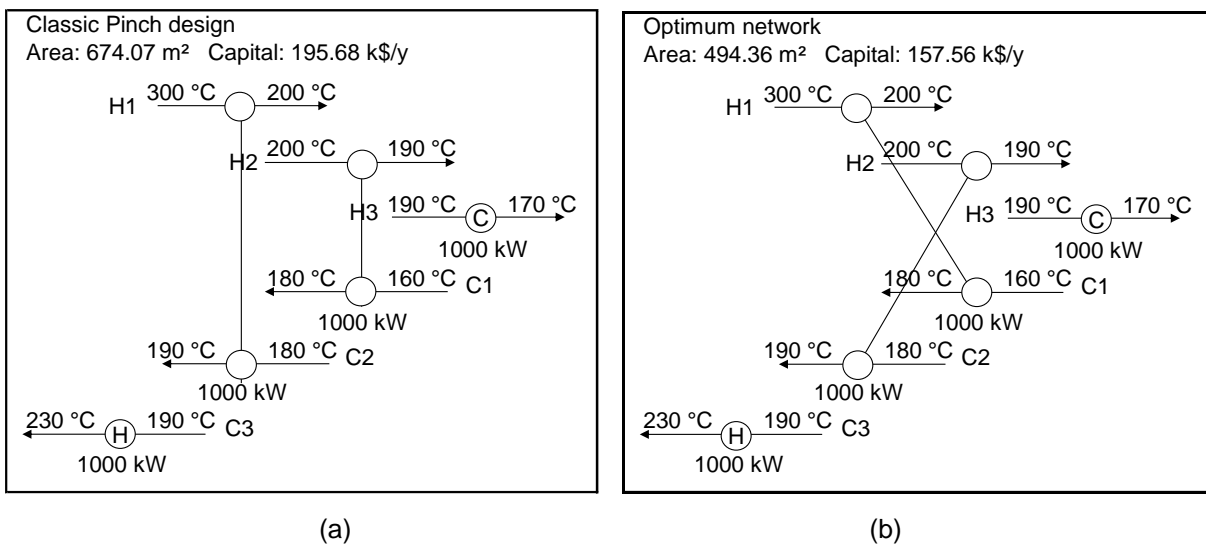 Classic Pinch design
Area: 674.07 m² Capital: 195.68 k$/y
H1 300 °C 200 °C
H2 200 °C 190 °C
H3 190 °C C 170 °C
1000 kW
180 °C 160 °C C1
1000 kW
190 °C 180 °C C2
1000 kW
230 °C H 190 °C C3
1000 kW
(a)
Optimum network
Area: 494.36 m² Capital: 157.56 k$/y
H1 300 °C 200 °C
H2 200 °C 190 °C
H3 190 °C C 170 °C
1000 kW
180 °C 160 °C C1
1000 kW
190 °C 180 °C C2
1000 kW
230 °C H 190 °C C3
1000 kW
(b)